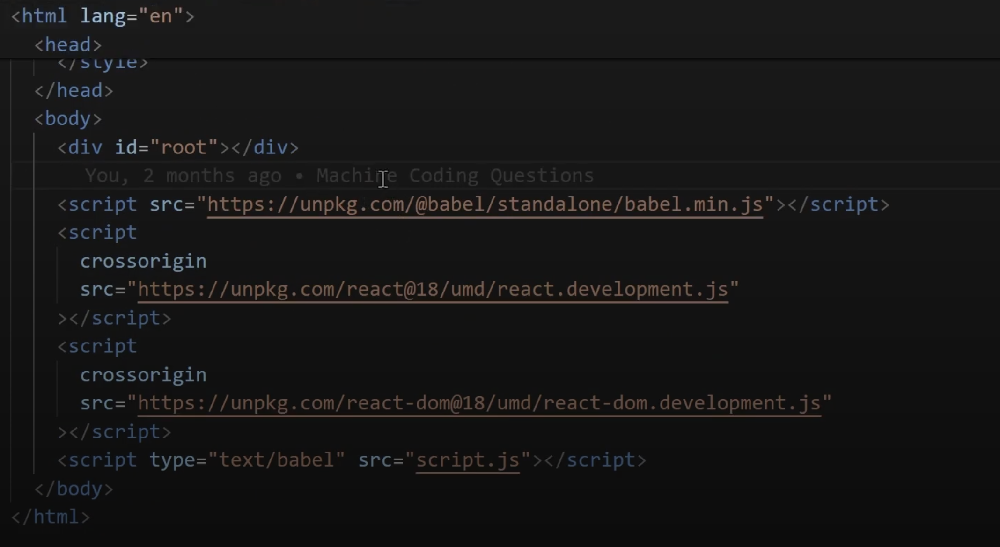 <html lang="en">
<head>
</style>
</head>
<body>
<div id="root"></div>
You, 2 months ago • Machine Coding Questions
<script src="https://unpkg.com/@babel/standalone/babel.min.js"></script>
<script
crossorigin
src="https://unpkg.com/react@18/umd/react.development.js"
></script>
<script
crossorigin
src="https://unpkg.com/react-dom@18/umd/react-dom.development.js"
></script>
<script type="text/babel" src="script.js"></script>
</body>
</html>